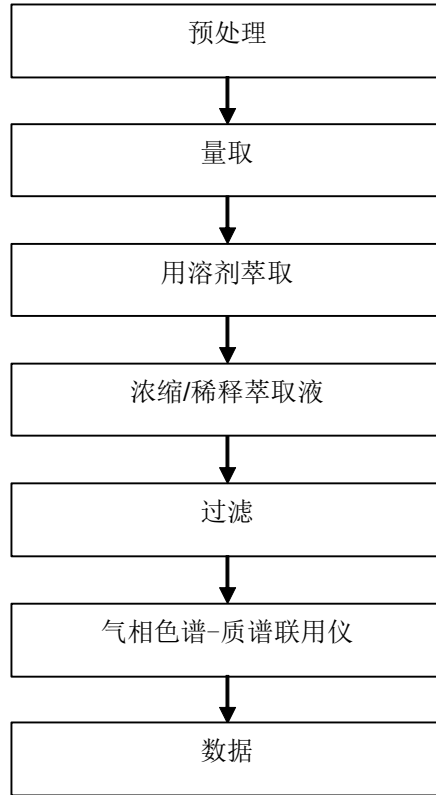 预处理
量取
用溶剂萃取
浓缩/稀释萃取液
过滤
气相色谱-质谱联用仪
数据